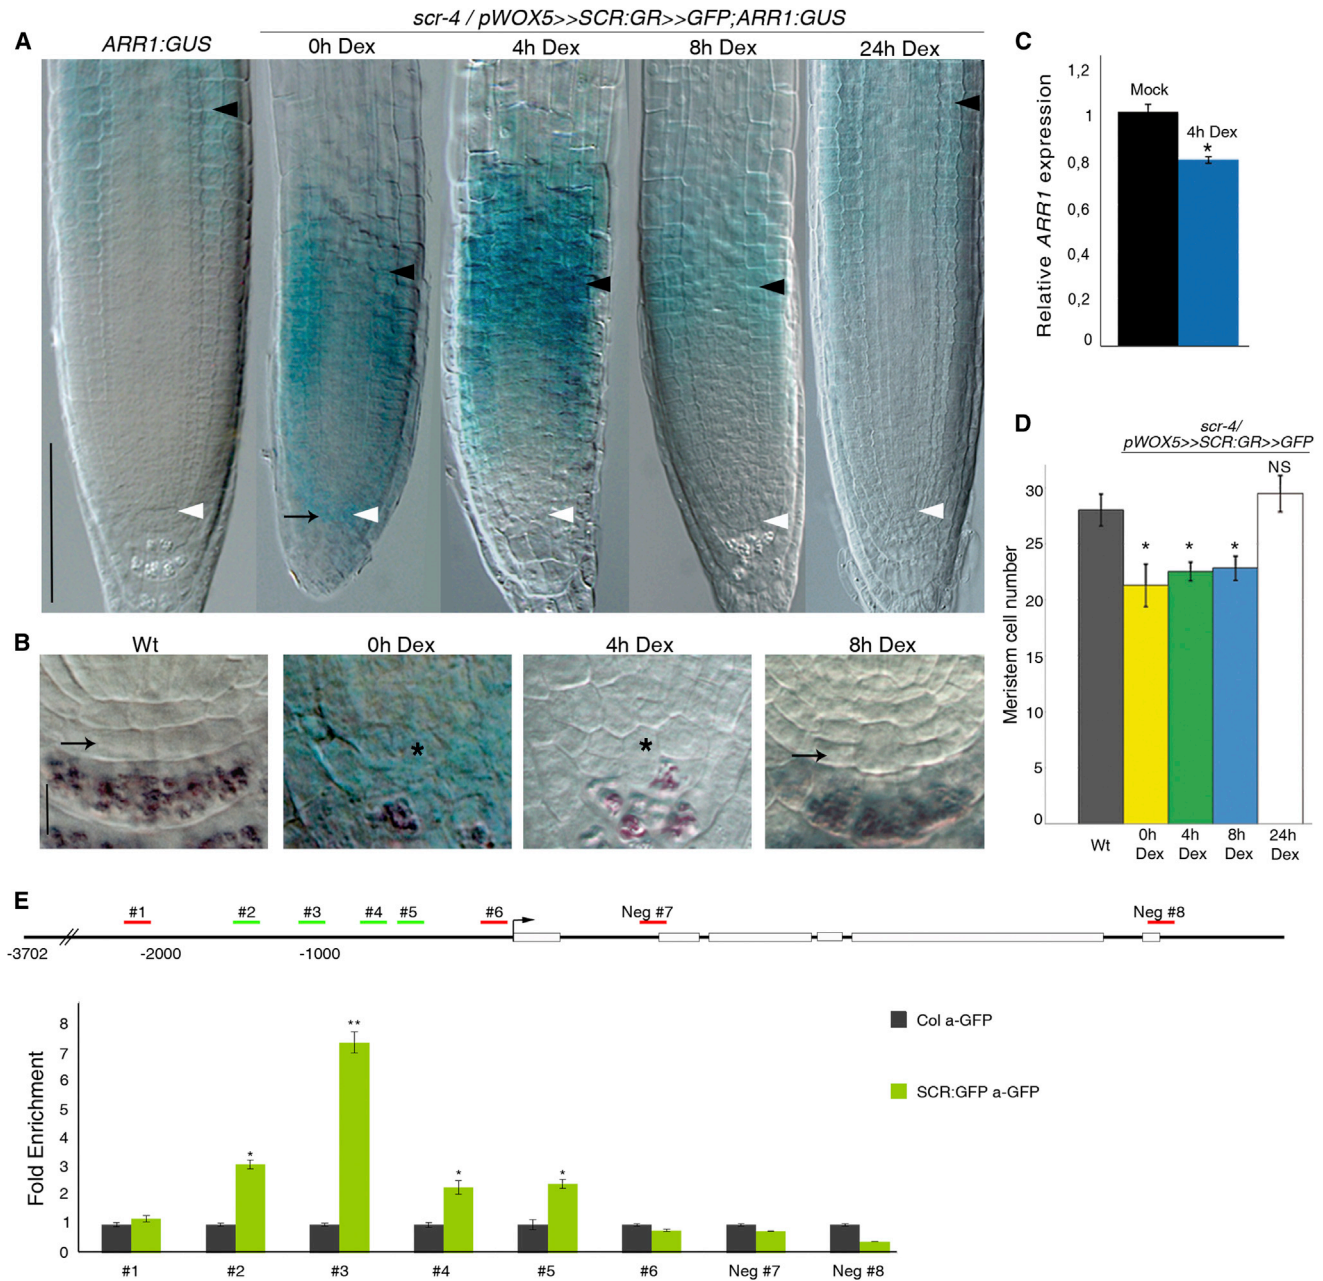 scr-4 / pWOX5>>SCR:GR>>GFP;ARR1:GUS
A
ARR1:GUS
0h Dex
4h Dex
8h Dex
24h Dex
B
Wt
0h Dex
4h Dex
8h Dex
*
*
C
Relative ARR1 expression
1,2
1
0,8
0,6
0,4
0,2
0
Mock
4h Dex
*
D
scr-4/
pWOX5>>SCR:GR>>GFP
NS
Meristem cell number
30
25
20
15
10
5
0
* * *
Wt
0h Dex
4h Dex
8h Dex
24h Dex
E
#1 #2 #3 #4 #5 #6 Neg #7 Neg #8
-3702 -2000 -1000
Fold Enrichment
8
7
6
5
4
3
2
1
0
* ** * *
#1 #2 #3 #4 #5 #6 Neg #7 Neg #8
Col a-GFP
SCR:GFP a-GFP